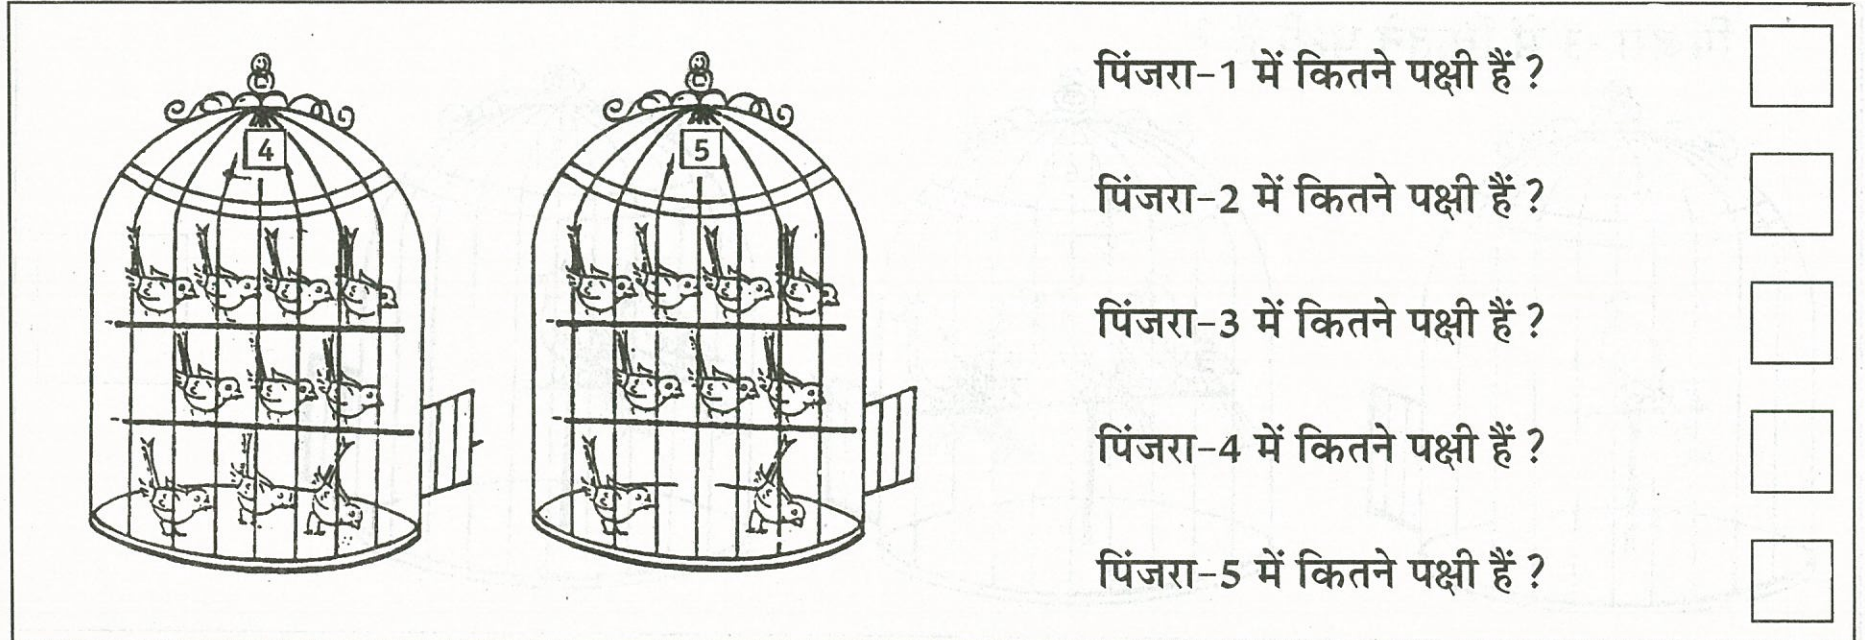 4
5
पिंजरा-1 में कितने पक्षी हैं ?
पिंजरा-2 में कितने पक्षी हैं ?
पिंजरा-3 में कितने पक्षी हैं ?
पिंजरा-4 में कितने पक्षी हैं ?
पिंजरा-5 में कितने पक्षी हैं ?